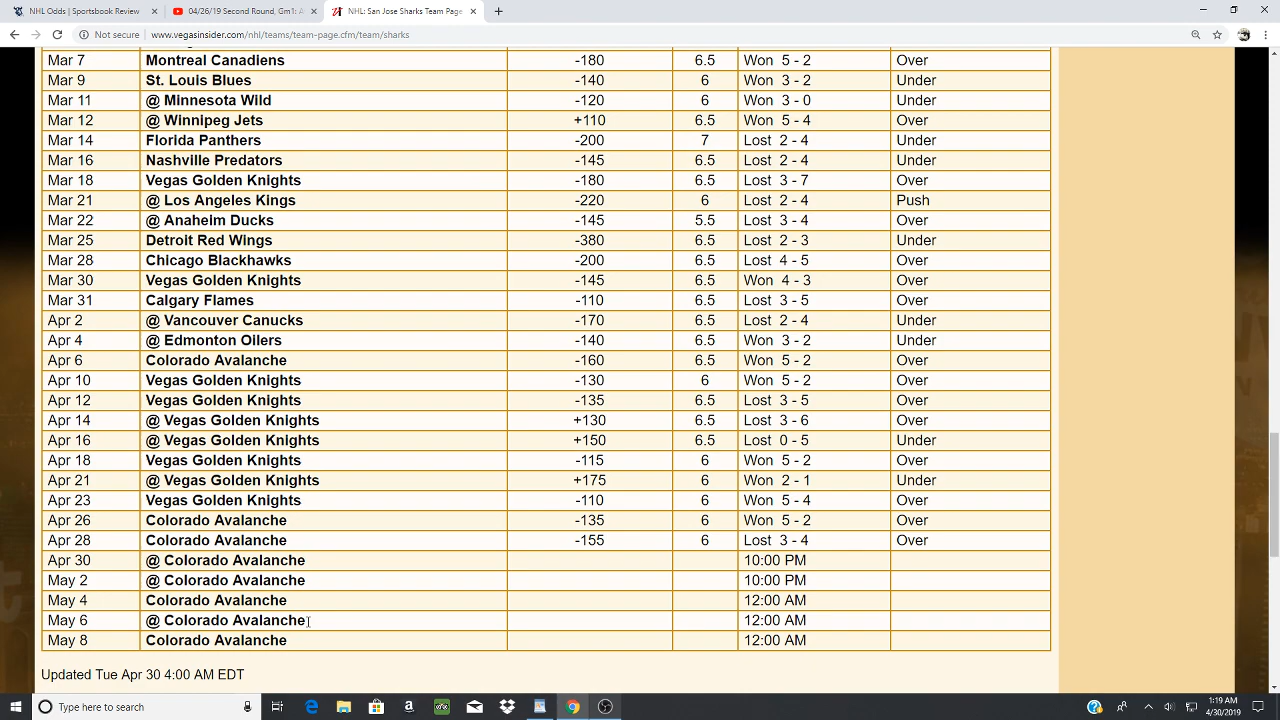 NHL Odds | Sportsbook Review
04/26/19 Second Round, Gm1: A
NHL: San Jose Sharks Team Page
Not secure | www.vegasinsider.com/nhl/teams/team-page.cfm/team/sharks
Mar 7 Montreal Canadiens -180 6.5 Won 5 - 2 Over
Mar 9 St. Louis Blues -140 6 Won 3 - 2 Under
Mar 11 @ Minnesota Wild -120 6 Won 3 - 0 Under
Mar 12 @ Winnipeg Jets +110 6.5 Won 5 - 4 Over
Mar 14 Florida Panthers -200 7 Lost 2 - 4 Under
Mar 16 Nashville Predators -145 6.5 Lost 2 - 4 Under
Mar 18 Vegas Golden Knights -180 6.5 Lost 3 - 7 Over
Mar 21 @ Los Angeles Kings -220 6 Lost 2 - 4 Push
Mar 22 @ Anaheim Ducks -145 5.5 Lost 3 - 4 Over
Mar 25 Detroit Red Wings -380 6.5 Lost 2 - 3 Under
Mar 28 Chicago Blackhawks -200 6.5 Lost 4 - 5 Over
Mar 30 Vegas Golden Knights -145 6.5 Won 4 - 3 Over
Mar 31 Calgary Flames -110 6.5 Lost 3 - 5 Over
Apr 2 @ Vancouver Canucks -170 6.5 Lost 2 - 4 Under
Apr 4 @ Edmonton Oilers -140 6.5 Won 3 - 2 Under
Apr 6 Colorado Avalanche -160 6.5 Won 5 - 2 Over
Apr 10 Vegas Golden Knights -130 6 Won 5 - 2 Over
Apr 12 Vegas Golden Knights -135 6.5 Lost 3 - 5 Over
Apr 14 @ Vegas Golden Knights +130 6.5 Lost 3 - 6 Over
Apr 16 @ Vegas Golden Knights +150 6.5 Lost 0 - 5 Under
Apr 18 Vegas Golden Knights -115 6 Won 5 - 2 Over
Apr 21 @ Vegas Golden Knights +175 6 Won 2 - 1 Under
Apr 23 Vegas Golden Knights -110 6 Won 5 - 4 Over
Apr 26 Colorado Avalanche -135 6 Won 5 - 2 Over
Apr 28 Colorado Avalanche -155 6 Lost 3 - 4 Over
Apr 30 @ Colorado Avalanche 10:00 PM
May 2 @ Colorado Avalanche 10:00 PM
May 4 Colorado Avalanche 12:00 AM
May 6 @ Colorado Avalanche 12:00 AM
May 8 Colorado Avalanche 12:00 AM
Updated Tue Apr 30 4:00 AM EDT
Type here to search
1:19 AM
4/30/2019